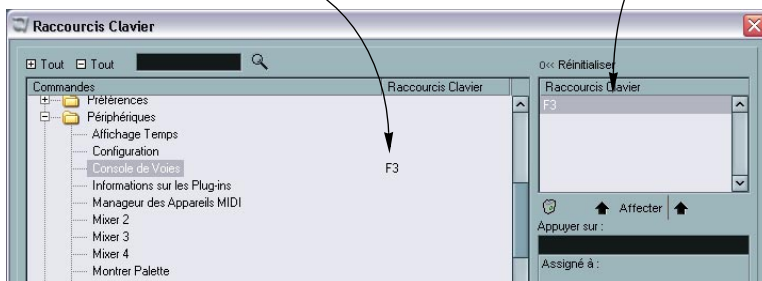 Raccourcis Clavier
Tout Tout
0<< Réinitialiser
Commandes Raccourcis Clavier
Raccourcis Clavier
Préférences
F3
Périphériques
Affichage Temps
Configuration
Console de Voies F3
Informations sur les Plug-ins
Manageur des Appareils MIDI
Affecter
Mixer 2
Appuyer sur :
Mixer 3
Mixer 4
Assigné à :
Montrer Palette